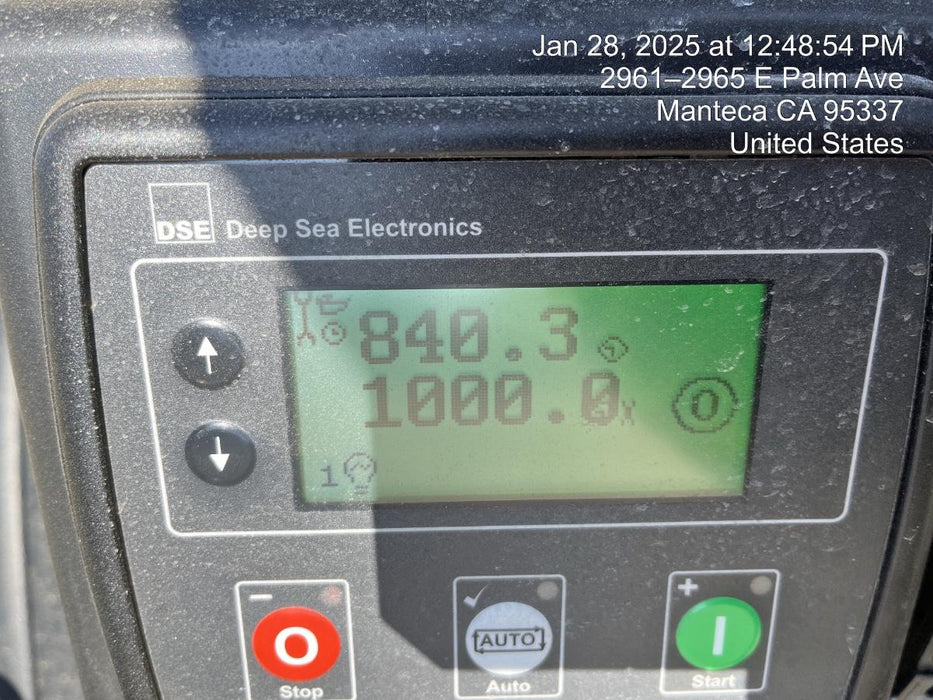 Jan 28, 2025 at 12:48:54 PM
2961–2965 E Palm Ave
Manteca CA 95337
United States
DSE Deep Sea Electronics
840.3
1000.0
0
1
AUTO
O
I
Stop
Auto
Start